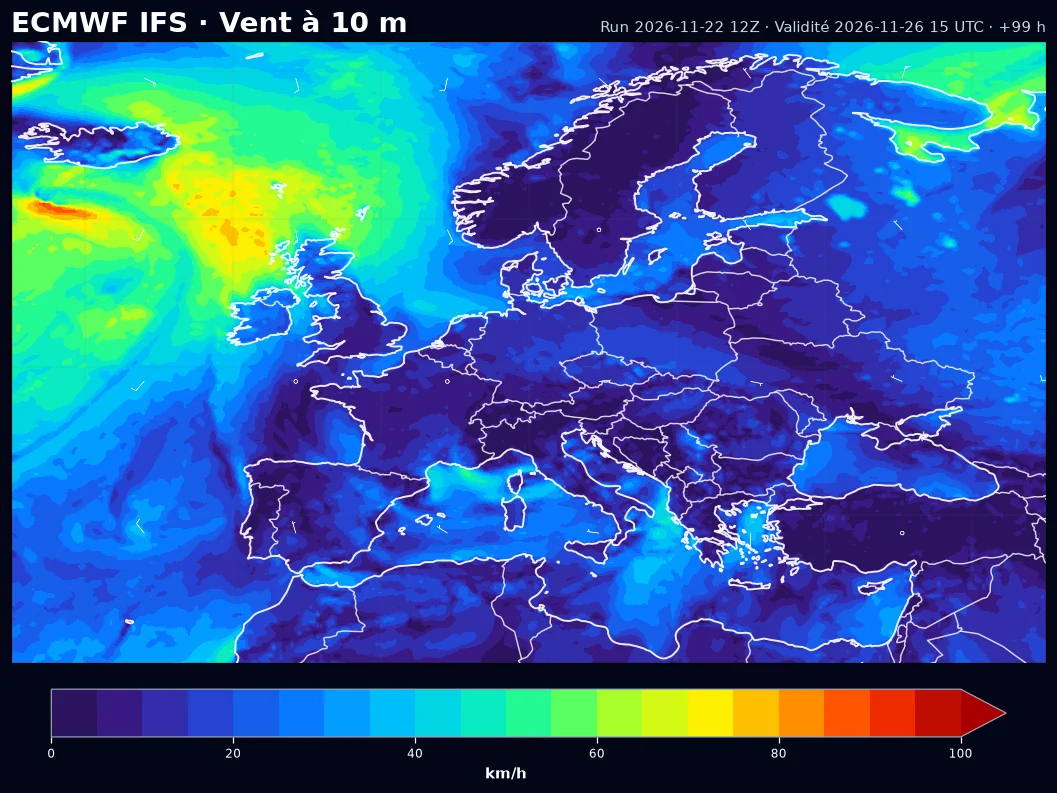 ECMWF IFS · Vent à 10 m
Run 2026-11-22 12Z · Validité 2026-11-26 15 UTC · +99 h
0 20 40 60 80 100
km/h